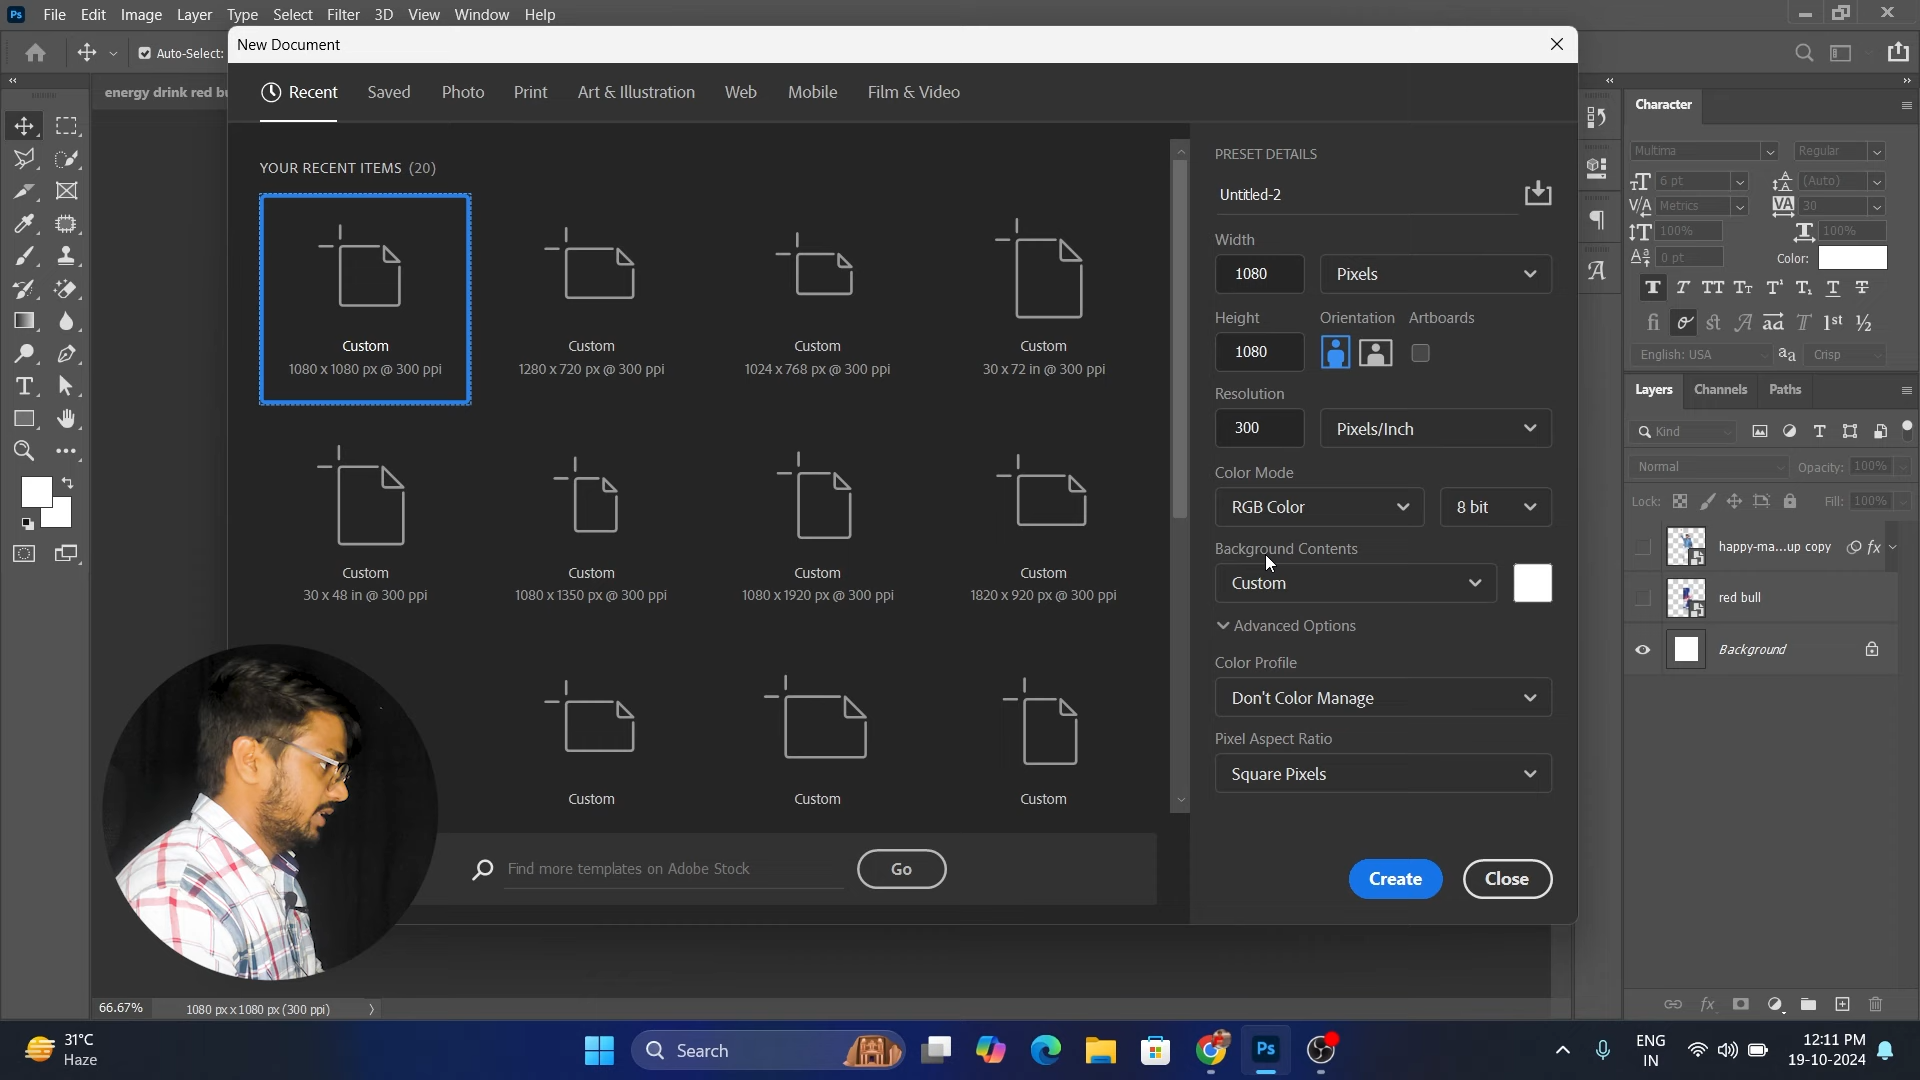 Ps File Edit Image Layer Type Select Filter 3D View Window Help
Auto-Select:
New Document
energy drink red bu
Recent Saved Photo Print Art & Illustration Web Mobile Film & Video
YOUR RECENT ITEMS (20)
Custom
1080 x 1080 px @ 300 ppi
Custom
1280 x 720 px @ 300 ppi
Custom
1024 x 768 px @ 300 ppi
Custom
30 x 72 in @ 300 ppi
Custom
30 x 48 in @ 300 ppi
Custom
1080 x 1350 px @ 300 ppi
Custom
1080 x 1920 px @ 300 ppi
Custom
1820 x 920 px @ 300 ppi
Custom
Custom
Custom
Find more templates on Adobe Stock
Go
PRESET DETAILS
Untitled-2
Width
1080 Pixels
Height Orientation Artboards
1080
Resolution
300 Pixels/Inch
Color Mode
RGB Color 8 bit
Background Contents
Custom
Advanced Options
Color Profile
Don't Color Manage
Pixel Aspect Ratio
Square Pixels
Create Close
Character
Multima Regular
6 pt (Auto)
Metrics 30
100% 100%
0 pt Color:
English: USA aa Crisp
Layers Channels Paths
Kind
Normal Opacity: 100%
Lock: Fill: 100%
happy-ma...up copy fx
red bull
Background
66.67% 1080 px x 1080 px (300 ppi)
31°C
Haze
Search
Ps
ENG
IN
12:11 PM
19-10-2024